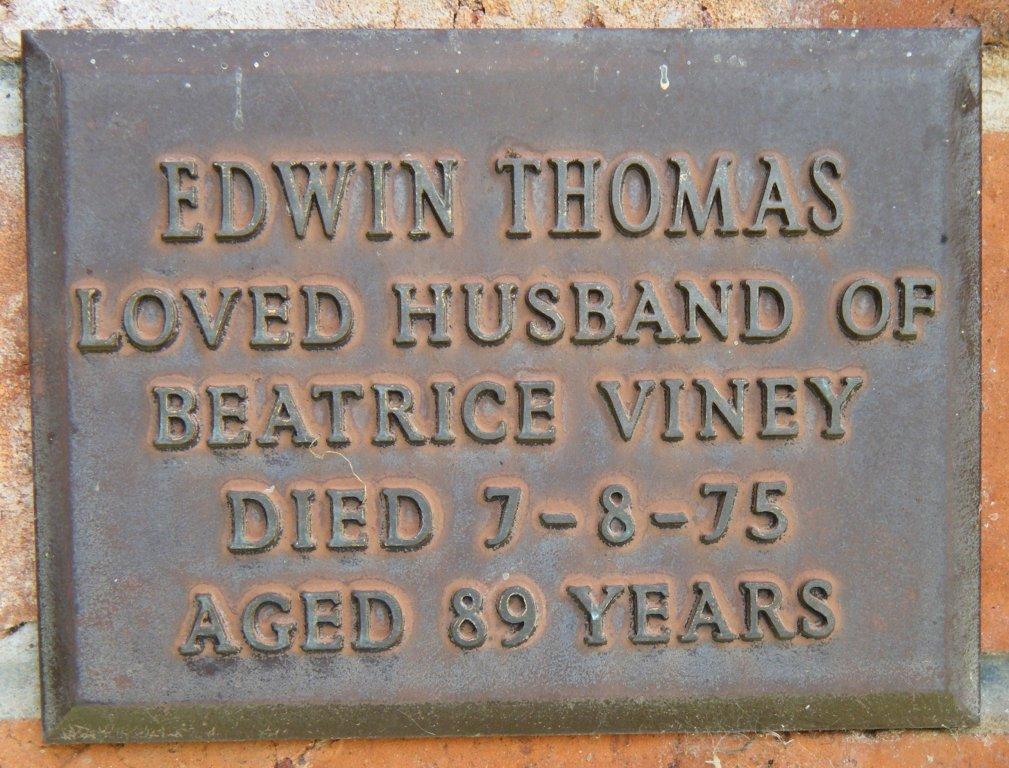 EDWIN THOMAS
LOVED HUSBAND OF
BEATRICE VINEY
DIED 7-8-75
AGED 89 YEARS